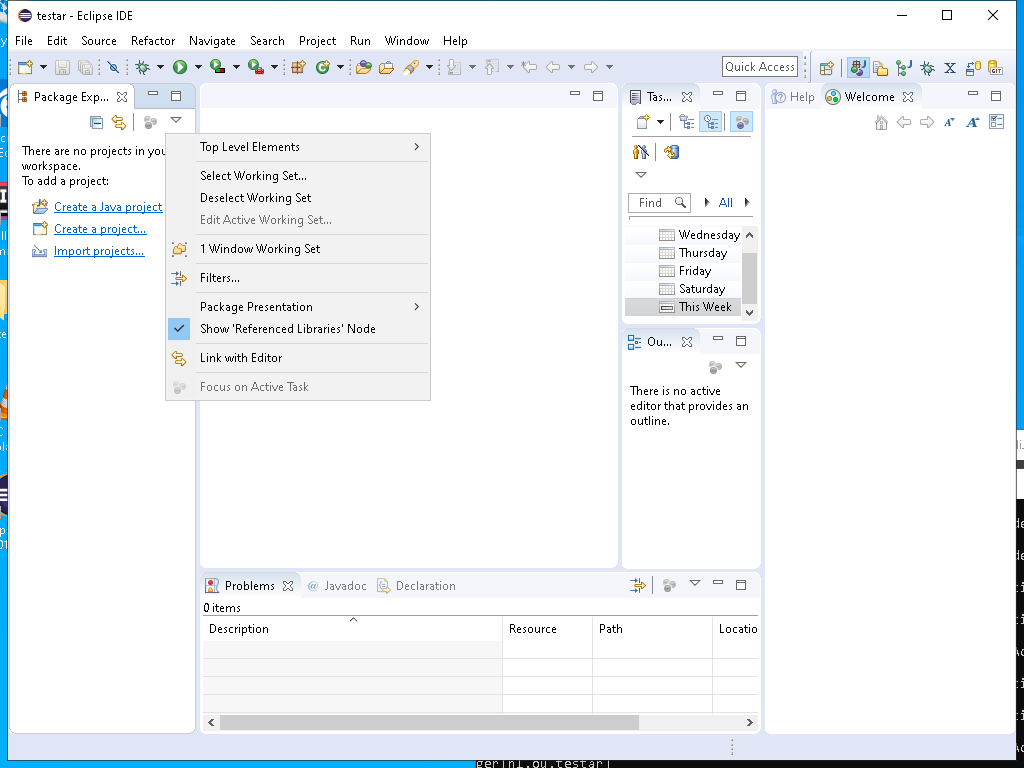 testar - Eclipse IDE
File Edit Source Refactor Navigate Search Project Run Window Help
Quick Access
Package Exp...
Tas...
Help
Welcome
There are no projects in you
workspace.
To add a project:
Create a Java project
Create a project...
Import projects...
Top Level Elements
Select Working Set...
Deselect Working Set
Edit Active Working Set...
1 Window Working Set
Filters...
Package Presentation
Show 'Referenced Libraries' Node
Link with Editor
Focus on Active Task
Find
All
Wednesday
Thursday
Friday
Saturday
This Week
Ou...
There is no active
editor that provides an
outline.
Problems
@ Javadoc
Declaration
0 items
Description Resource Path Locatio